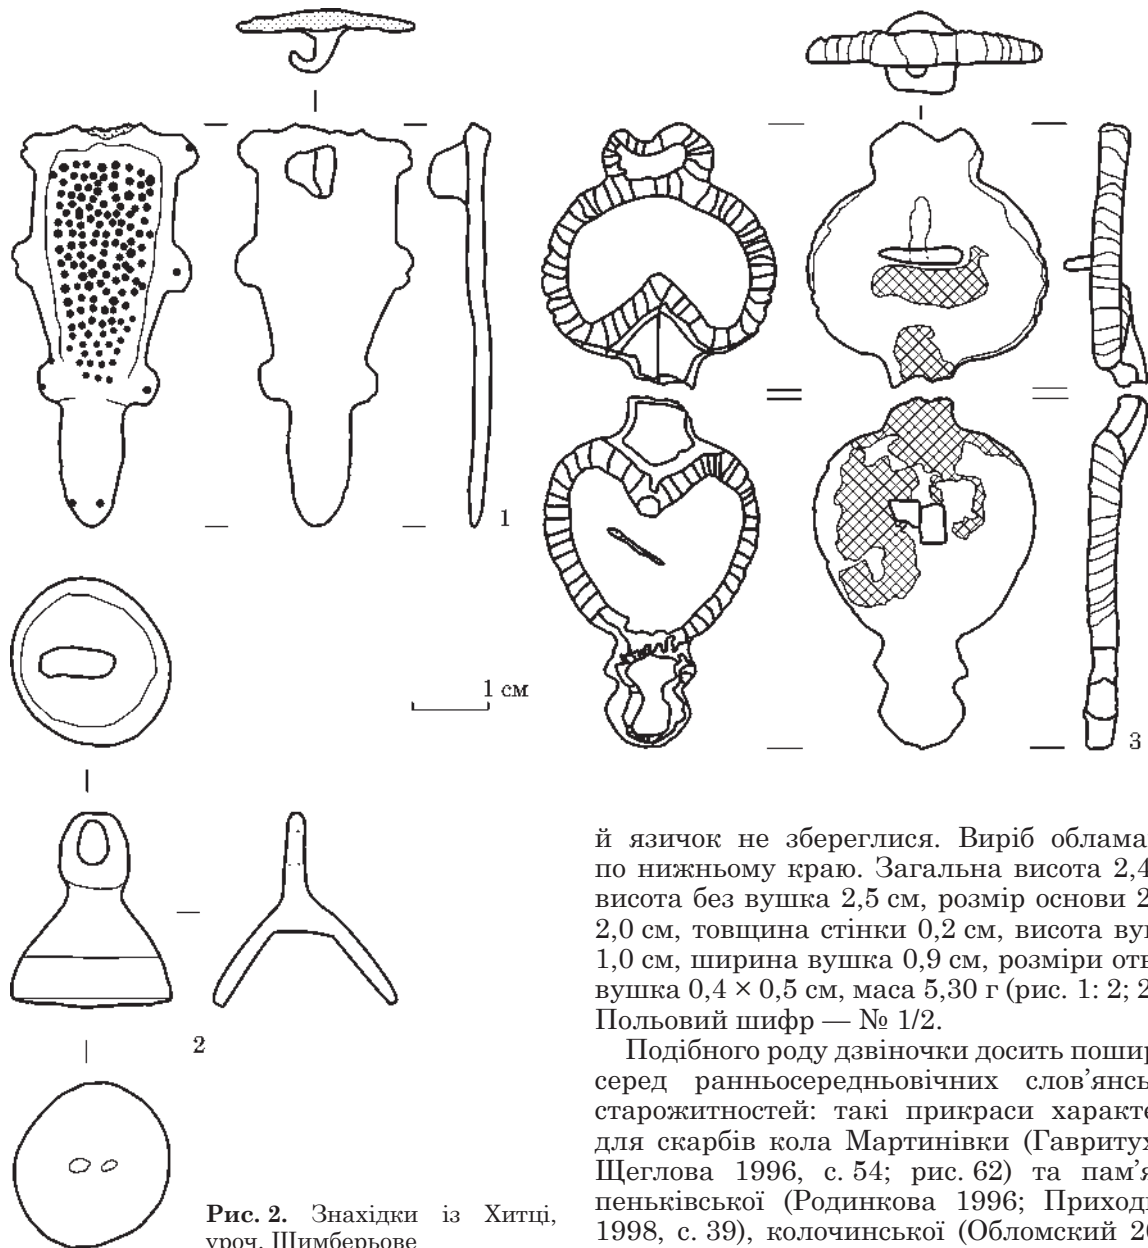 1
1 см
3
2
Рис. 2. Знахідки із Хитці,
уроч. Шимберьове
й язичок не збереглися. Виріб облама
по нижньому краю. Загальна висота 2,4
висота без вушка 2,5 см, розмір основи 2
2,0 см, товщина стінки 0,2 см, висота ву
1,0 см, ширина вушка 0,9 см, розміри отв
вушка 0,4 × 0,5 см, маса 5,30 г (рис. 1: 2; 2
Польовий шифр — № 1/2.
Подібного роду дзвіночки досить пошир
серед ранньосередньовічних слов’янсь
старожитностей: такі прикраси характе
для скарбів кола Мартинівки (Гавритух
Щеглова 1996, с. 54; рис. 62) та пам’я
пеньківської (Родинкова 1996; Приход
1998, с. 39), колочинської (Обломский 20